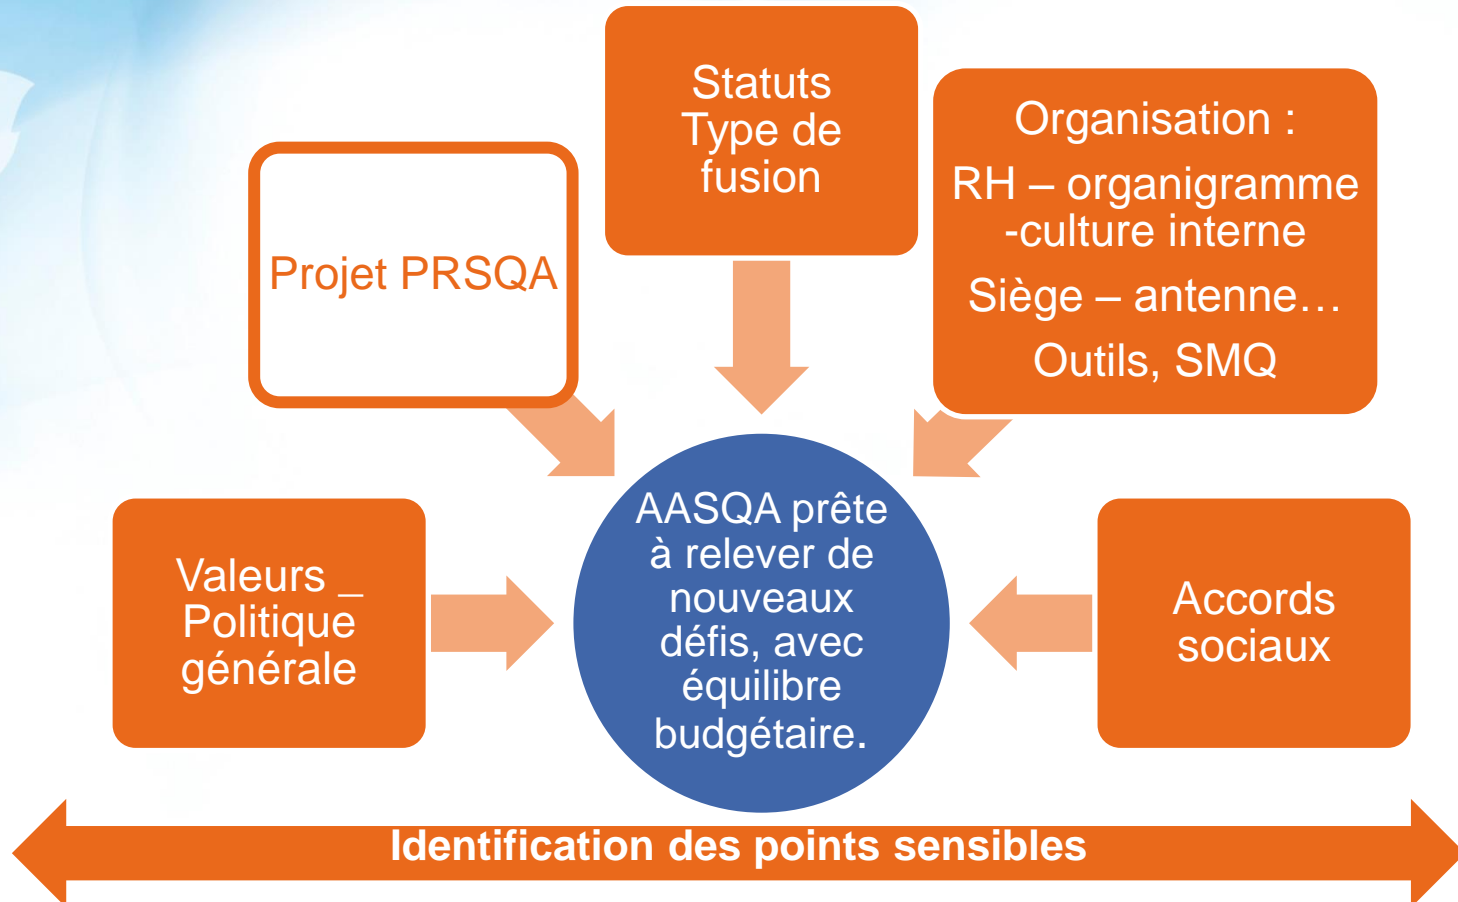 Statuts
Type de
fusion
Organisation :
RH – organigramme
-culture interne
Siège – antenne…
Outils, SMQ
Projet PRSQA
AASQA prête
à relever de
nouveaux
défis, avec
équilibre
budgétaire.
Valeurs _
Politique
générale
Accords
sociaux
Identification des points sensibles